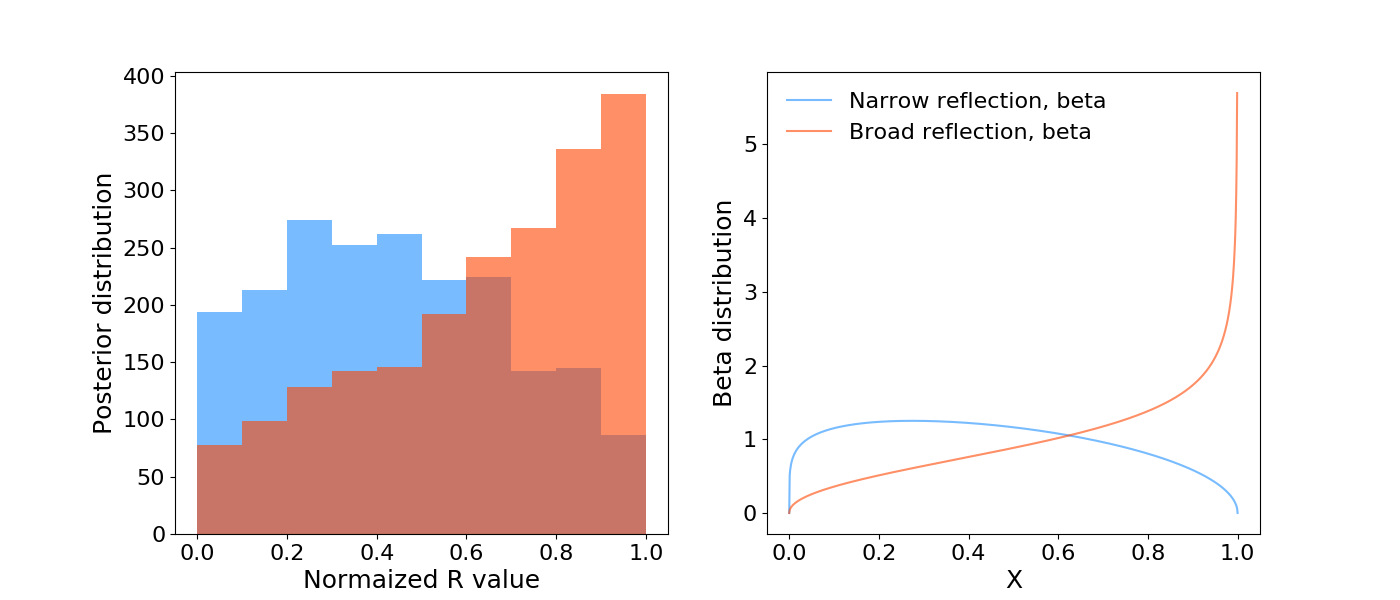 Posterior distribution
400
350
300
250
200
150
100
50
0
0.0 0.2 0.4 0.6 0.8 1.0
Normaized R value
Narrow reflection, beta
Broad reflection, beta
Beta distribution
5
4
3
2
1
0
0.0 0.2 0.4 0.6 0.8 1.0
X